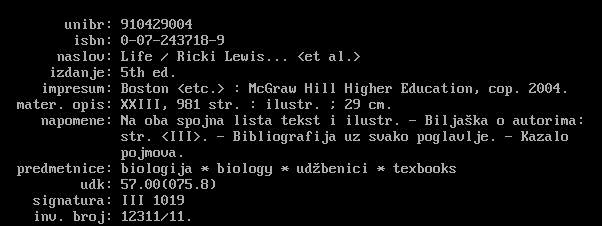 unibr: 910429004
isbn: 0-07-243718-9
naslov: Life / Ricki Lewis... <et al.>
izdanje: 5th ed.
impresum: Boston <etc.> : McGraw Hill Higher Education, cop. 2004.
mater. opis: XXIII, 981 str. : ilustr. ; 29 cm.
napomene: Na oba spojna lista tekst i ilustr. - Biljaška o autorima:
str. <III>. - Bibliografija uz svako poglavlje. - Kazalo
pojmova.
predmetnice: biologija * biology * udžbenici * texbooks
udk: 57.00(075.8)
signatura: III 1019
inv. broj: 12311/11.